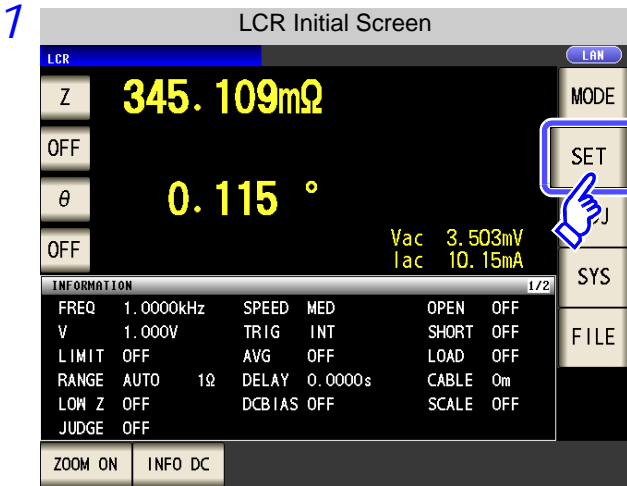 1
LCR Initial Screen
LCR
LAN
Z
345.109mΩ
MODE
OFF
SET
θ
0.115 °
J
OFF
Vac 3.503mV
Iac 10.15mA
SYS
INFORMATION 1/2
FREQ 1.0000kHz SPEED MED OPEN OFF
V 1.000V TRIG INT SHORT OFF
FILE
LIMIT OFF AVG OFF LOAD OFF
RANGE AUTO 1Ω DELAY 0.0000s CABLE 0m
LOW Z OFF DCBIAS OFF SCALE OFF
JUDGE OFF
ZOOM ON INFO DC